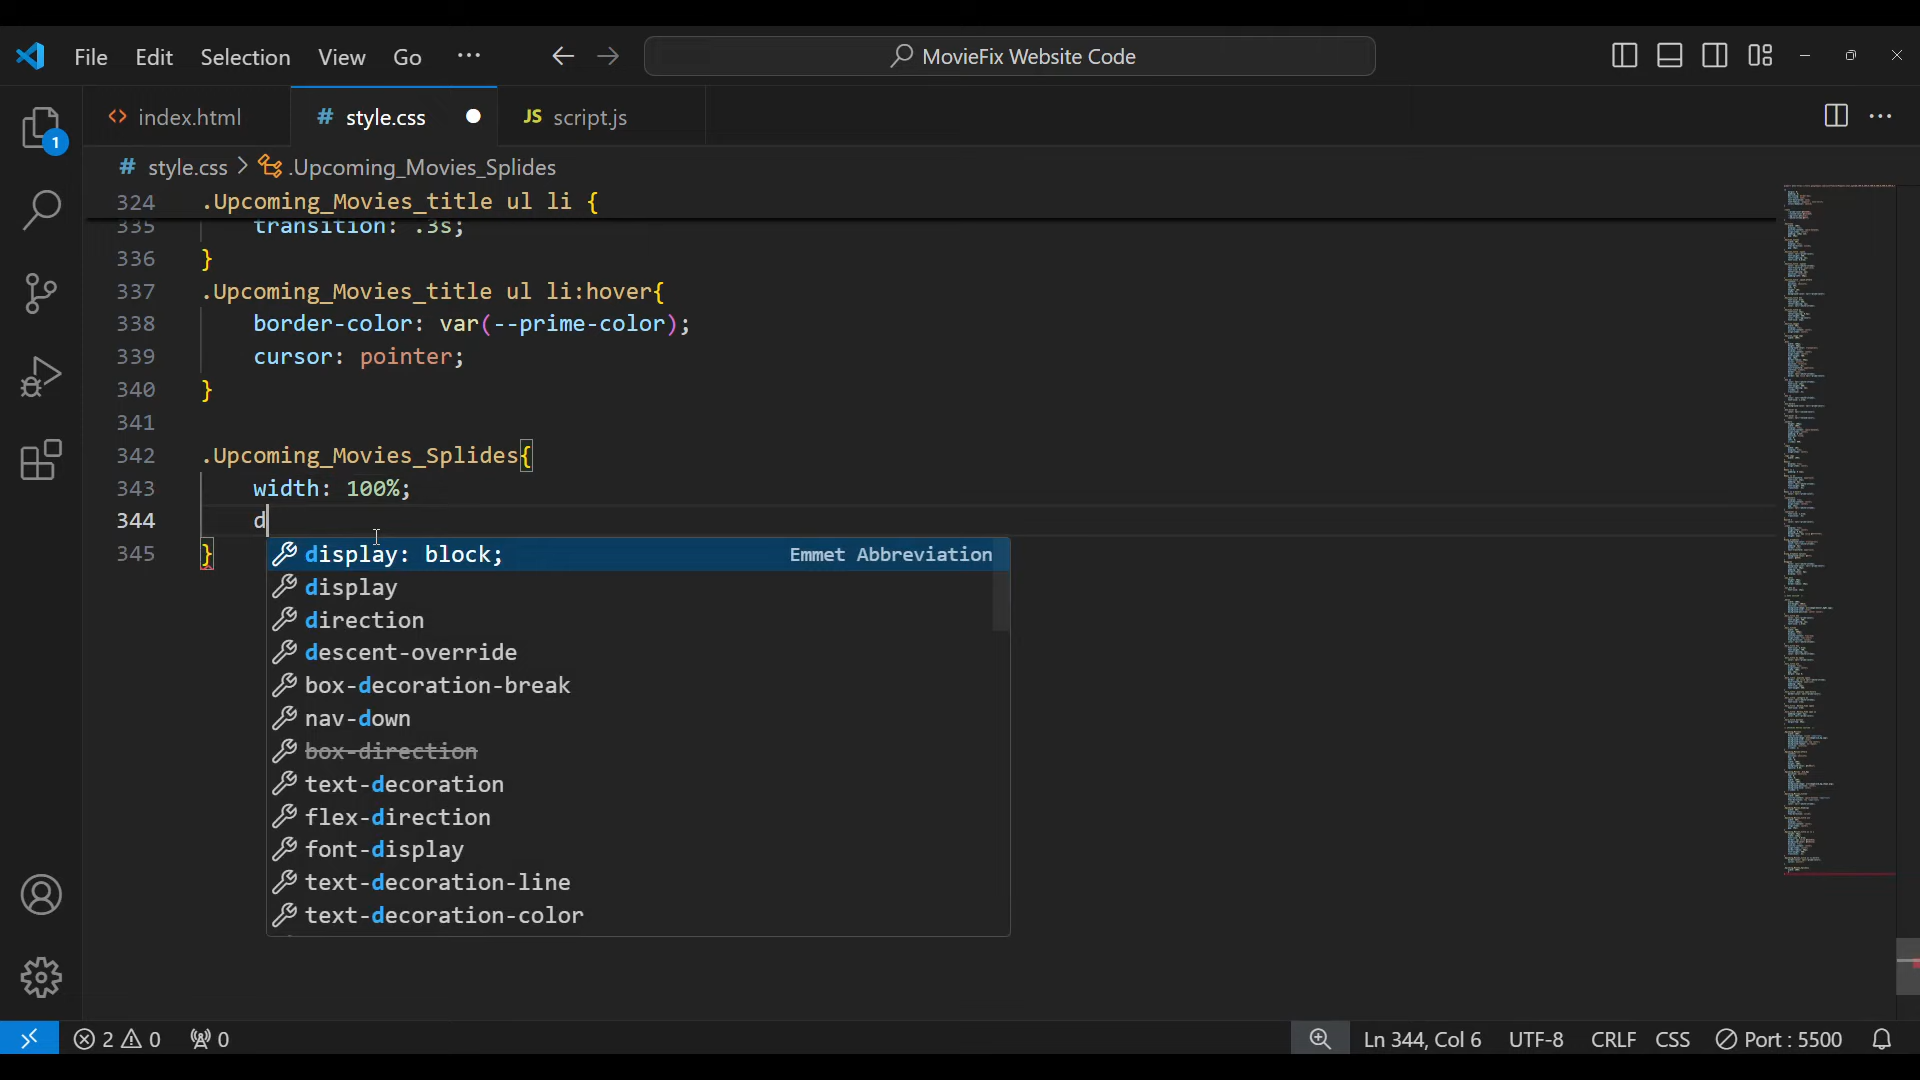 File Edit Selection View Go ··· MovieFix Website Code
index.html style.css JS script.js
style.css > .Upcoming_Movies_Splides
324 .Upcoming_Movies_title ul li {
335 transition: .3s;
336 }
337 .Upcoming_Movies_title ul li:hover{
338 border-color: var(--prime-color);
339 cursor: pointer;
340 }
341
342 .Upcoming_Movies_Splides{
343 width: 100%;
344 d
345 }
display: block; Emmet Abbreviation
display
direction
descent-override
box-decoration-break
nav-down
box-direction
text-decoration
flex-direction
font-display
text-decoration-line
text-decoration-color
1
2 0 0 Ln 344, Col 6 UTF-8 CRLF CSS Port : 5500